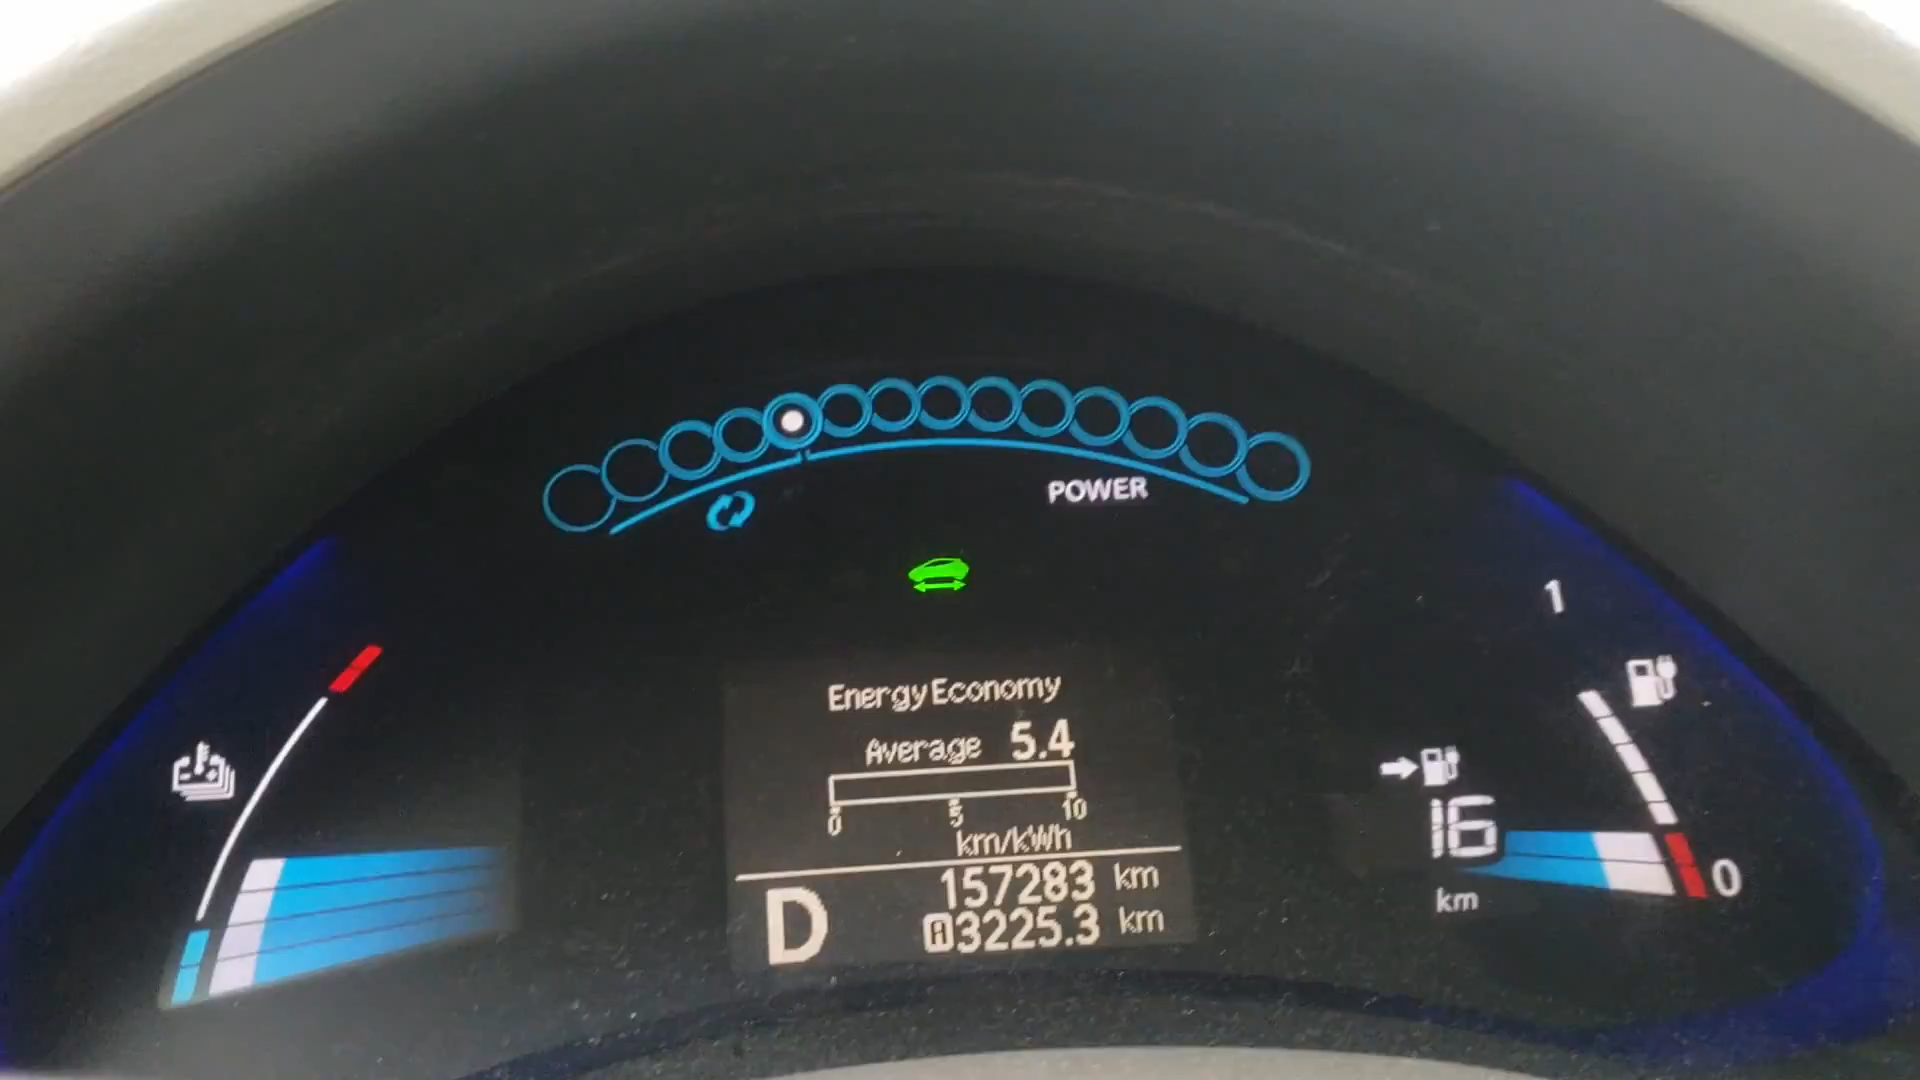 POWER
1
Energy Economy
Average 5.4
0 5 10
km/kWh
16
km
0
157283 km
D
A 3225.3 km